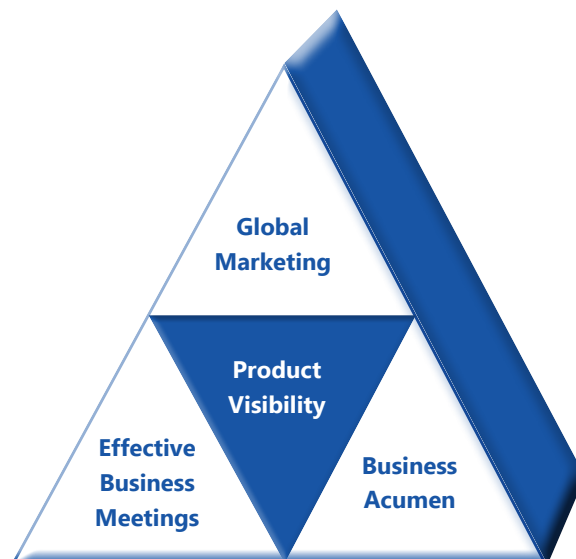 Global
Marketing
Product
Visibility
Effective
Business
Meetings
Business
Acumen